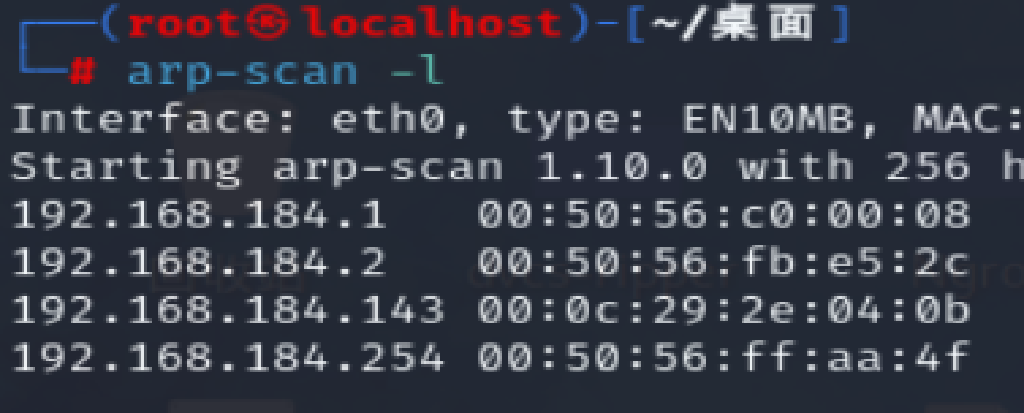 ┌──(root㉿localhost)-[~/桌面]
└─# arp-scan -l
Interface: eth0, type: EN10MB, MAC:
Starting arp-scan 1.10.0 with 256 h
192.168.184.1 00:50:56:c0:00:08
192.168.184.2 00:50:56:fb:e5:2c
192.168.184.143 00:0c:29:2e:04:0b
192.168.184.254 00:50:56:ff:aa:4f